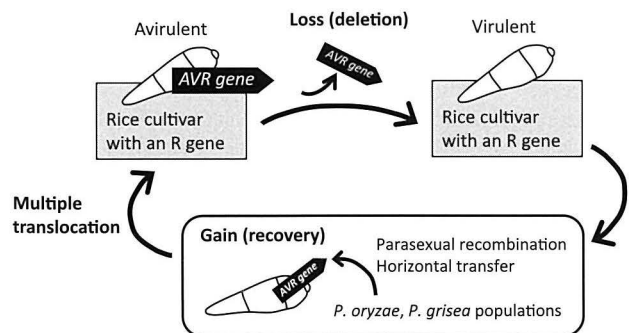 Avirulent
AVR gene
Rice cultivar
with an R gene
Loss (deletion)
AVR gene
Virulent
Rice cultivar
with an R gene
Multiple
translocation
Gain (recovery)
AVR gene
Parasexual recombination
Horizontal transfer
P. oryzae, P. grisea populations